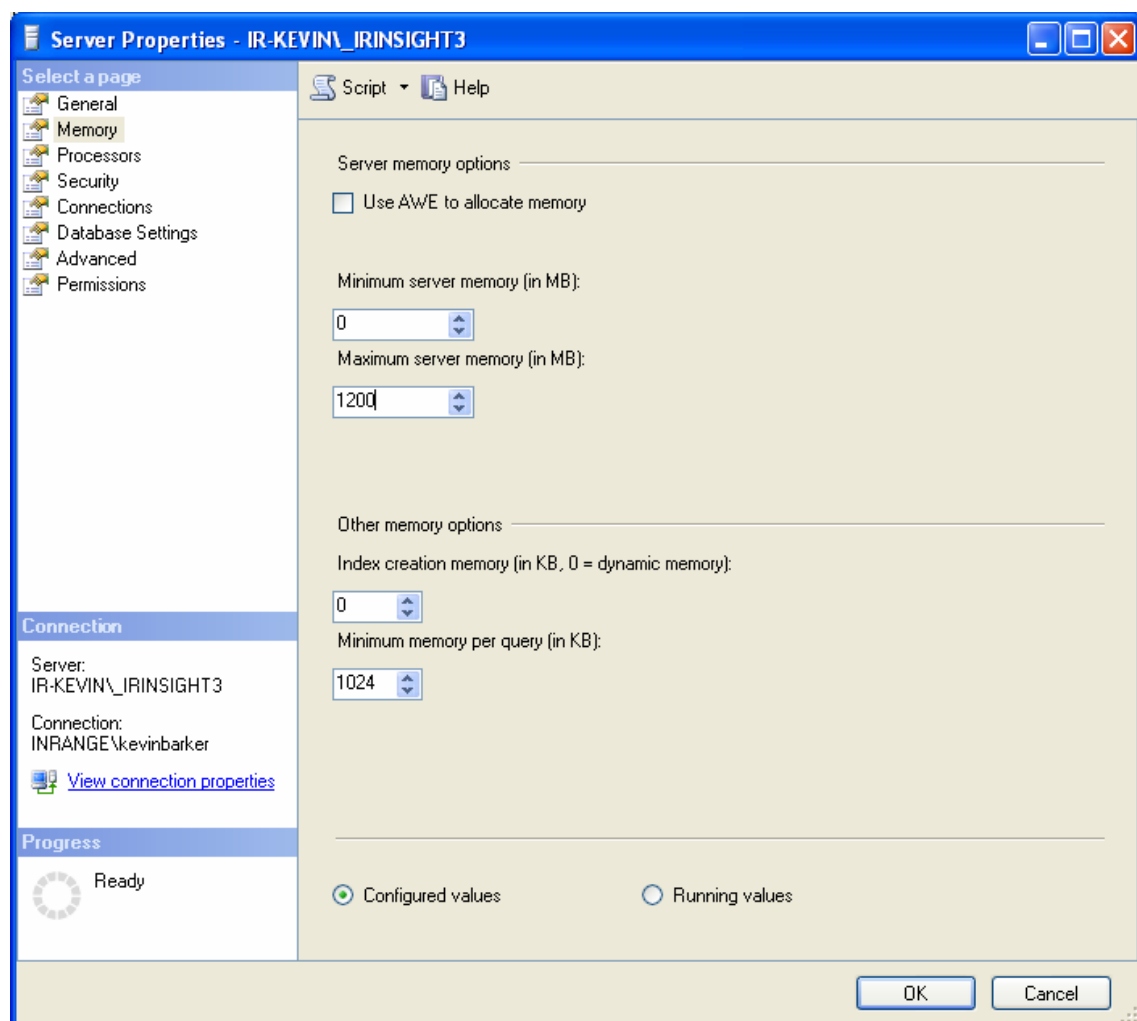 Server Properties - IR-KEVIN\_IRINSIGHT3
Select a page
General
Memory
Processors
Security
Connections
Database Settings
Advanced
Permissions
Script
Help
Server memory options
Use AWE to allocate memory
Minimum server memory (in MB):
0
Maximum server memory (in MB):
1200
Other memory options
Index creation memory (in KB, 0 = dynamic memory):
0
Minimum memory per query (in KB):
1024
Configured values
Running values
Connection
Server:
IR-KEVIN\_IRINSIGHT3
Connection:
INRANGE\kevinbarker
View connection properties
Progress
Ready
OK
Cancel